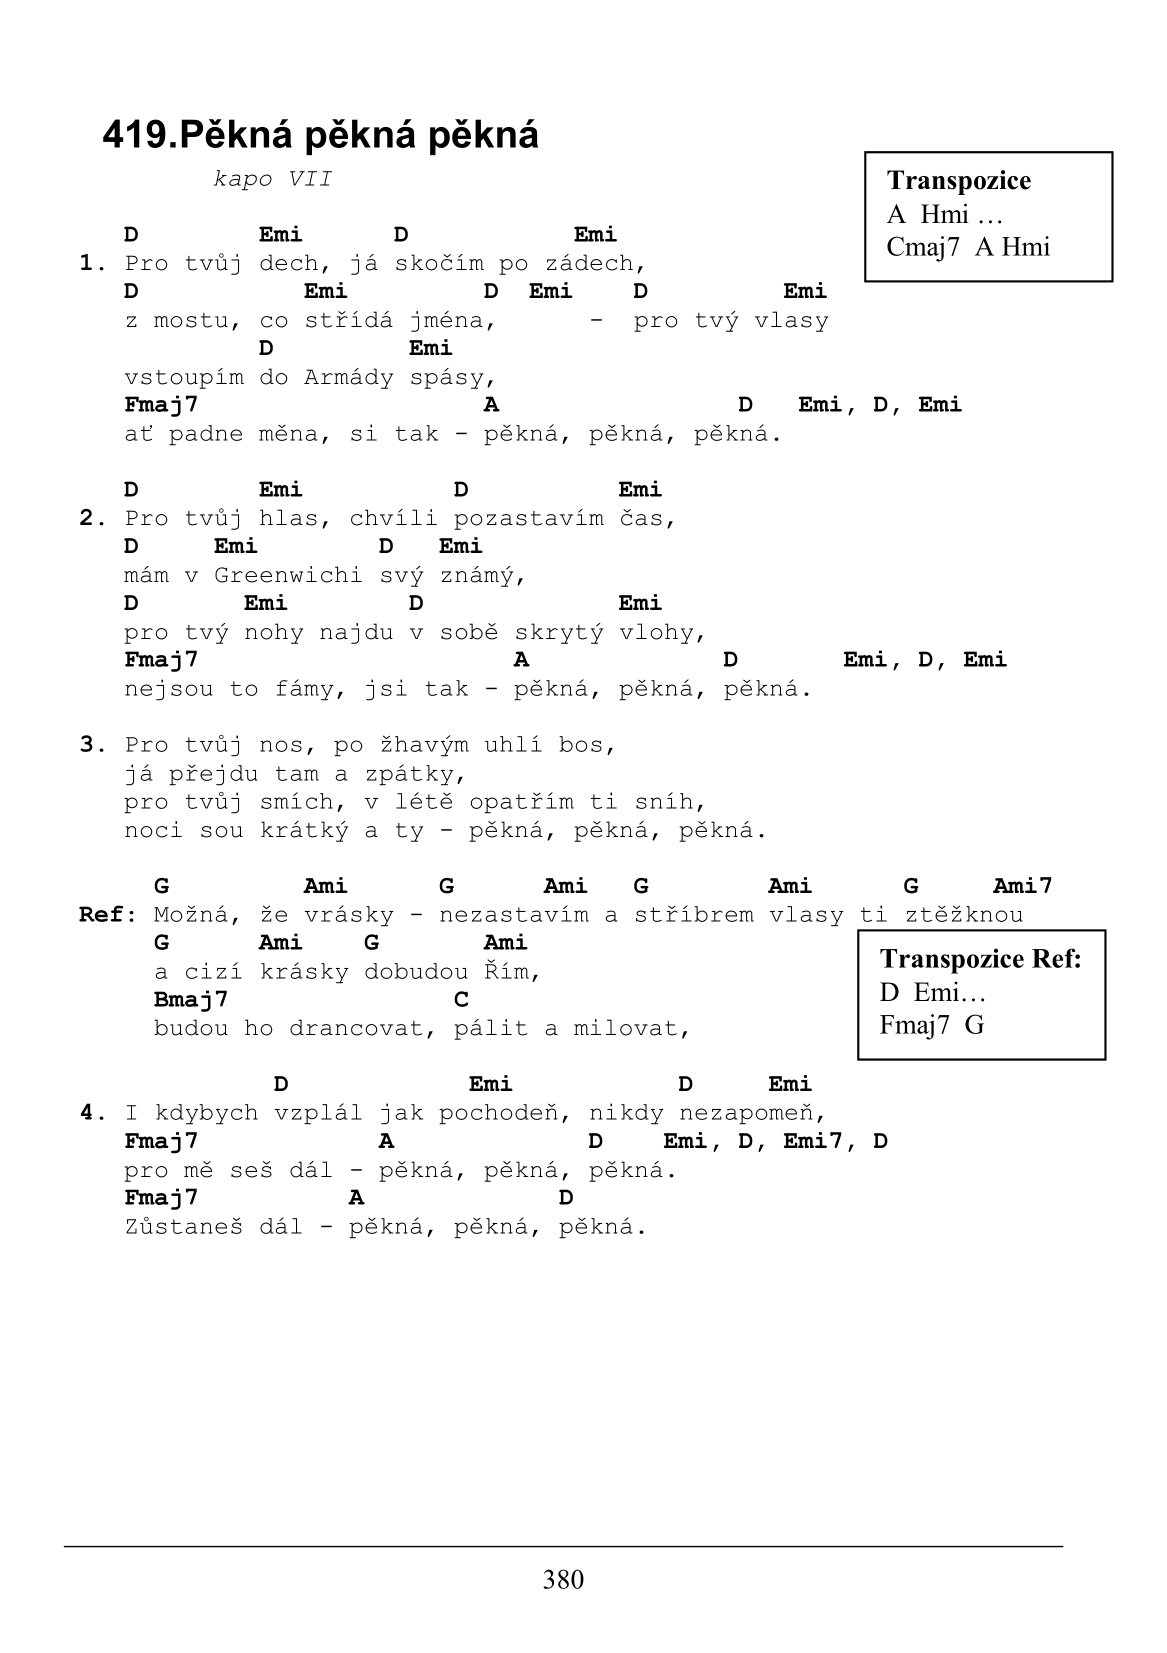 419.Pěkná pěkná pěkná
kapo VII
Transpozice
A  Hmi …
Cmaj7  A Hmi
D        Emi      D           Emi
1. Pro tvůj dech, já skočím po zádech,
D           Emi         D  Emi    D         Emi
z mostu, co střídá jména,      -  pro tvý vlasy
D         Emi
vstoupím do Armády spásy,
Fmaj7                   A                D   Emi, D, Emi
ať padne měna, si tak - pěkná, pěkná, pěkná.
D        Emi          D          Emi
2. Pro tvůj hlas, chvíli pozastavím čas,
D     Emi        D   Emi
mám v Greenwichi svý známý,
D       Emi        D             Emi
pro tvý nohy najdu v sobě skrytý vlohy,
Fmaj7                     A             D       Emi, D, Emi
nejsou to fámy, jsi tak - pěkná, pěkná, pěkná.
3. Pro tvůj nos, po žhavým uhlí bos,
já přejdu tam a zpátky,
pro tvůj smích, v létě opatřím ti sníh,
noci sou krátký a ty - pěkná, pěkná, pěkná.
G         Ami      G      Ami   G        Ami      G     Ami7
Ref: Možná, že vrásky - nezastavím a stříbrem vlasy ti ztěžknou
G      Ami    G       Ami
a cizí krásky dobudou Řím,
Bmaj7               C
budou ho drancovat, pálit a milovat,
Transpozice Ref:
D  Emi…
Fmaj7  G
D            Emi           D     Emi
4. I kdybych vzplál jak pochodeň, nikdy nezapomeň,
Fmaj7            A             D    Emi, D, Emi7, D
pro mě seš dál - pěkná, pěkná, pěkná.
Fmaj7          A             D
Zůstaneš dál - pěkná, pěkná, pěkná.
380